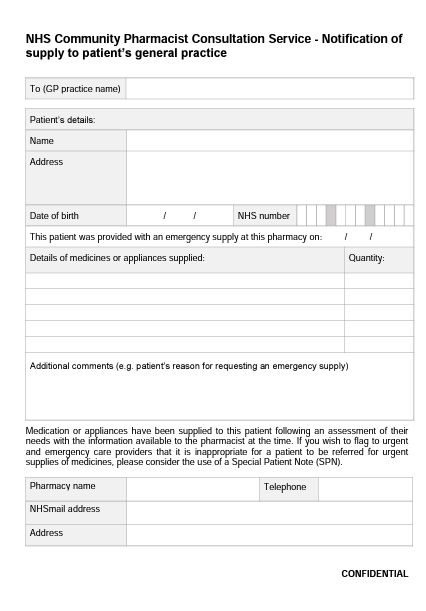 NHS Community Pharmacist Consultation Service - Notification of
supply to patient's general practice
To (GP practice name)
Patient's details:
Name
Address
Date of birth / / NHS number
This patient was provided with an emergency supply at this pharmacy on: / /
Details of medicines or appliances supplied: Quantity:
Additional comments (e.g. patient's reason for requesting an emergency supply)
Medication or appliances have been supplied to this patient following an assessment of their
needs with the information available to the pharmacist at the time. If you wish to flag to urgent
and emergency care providers that it is inappropriate for a patient to be referred for urgent
supplies of medicines, please consider the use of a Special Patient Note (SPN).
Pharmacy name Telephone
NHSmail address
Address
CONFIDENTIAL